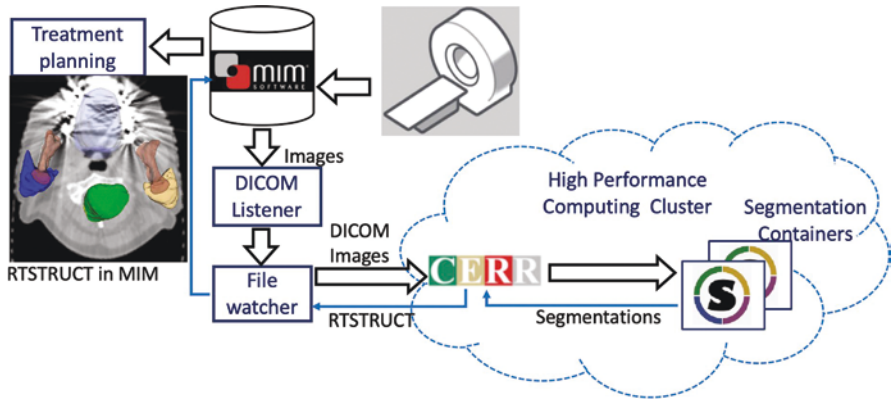 Treatment
planning
mim
SOFTWARE
Images
DICOM
Listener
High Performance
Computing Cluster
Segmentation
Containers
DICOM
Images
RTSTRUCT in MIM
File
watcher
CERR
S
RTSTRUCT
Segmentations